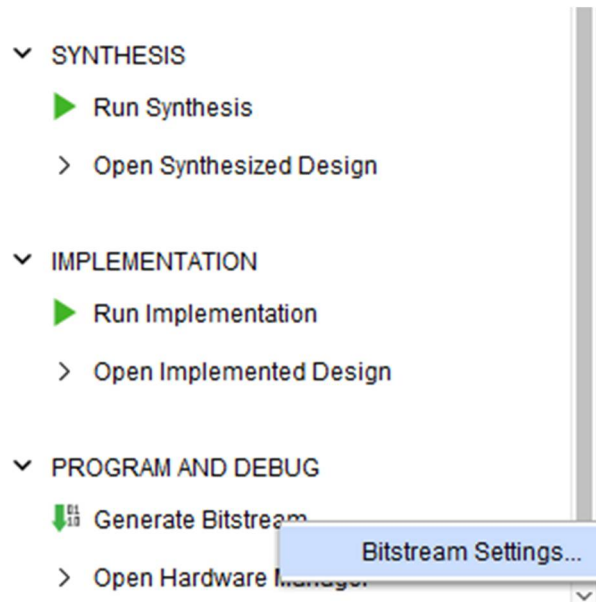 SYNTHESIS
Run Synthesis
Open Synthesized Design
IMPLEMENTATION
Run Implementation
Open Implemented Design
PROGRAM AND DEBUG
Generate Bitstream
Bitstream Settings...
Open Hardware Manager